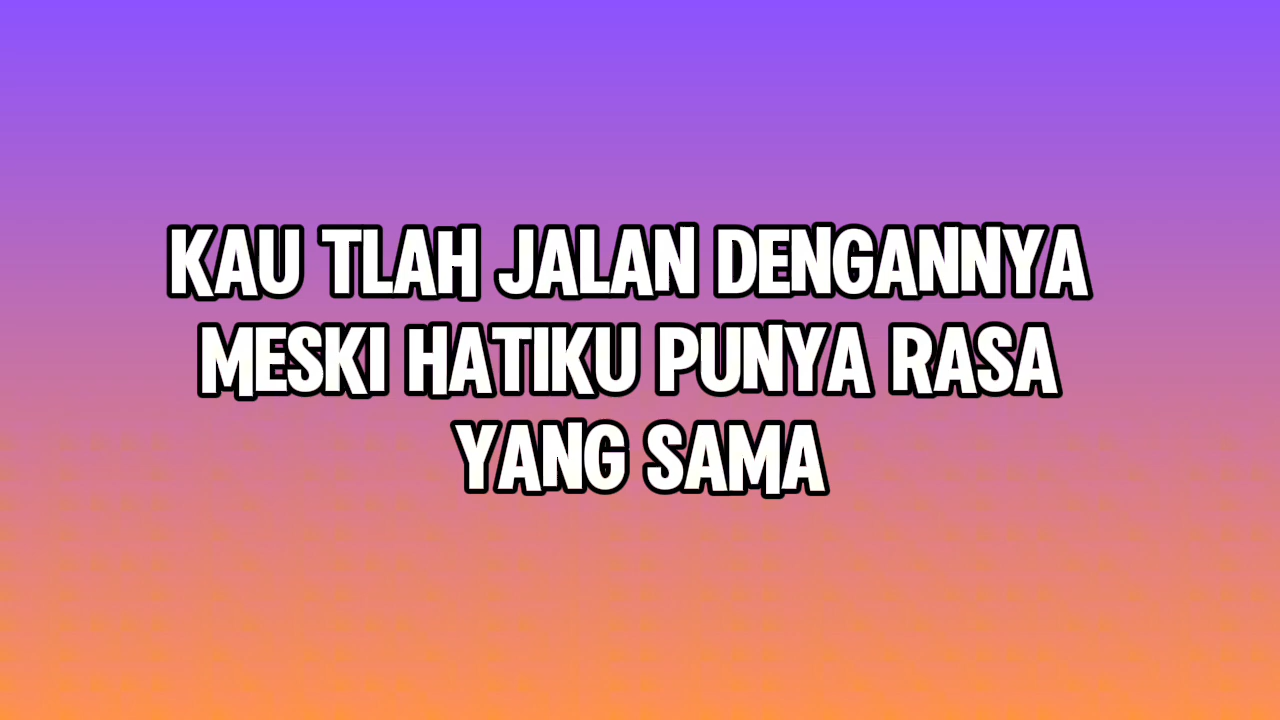 KAU TLAH JALAN DENGANNYA
MESKI HATIKU PUNYA RASA
YANG SAMA